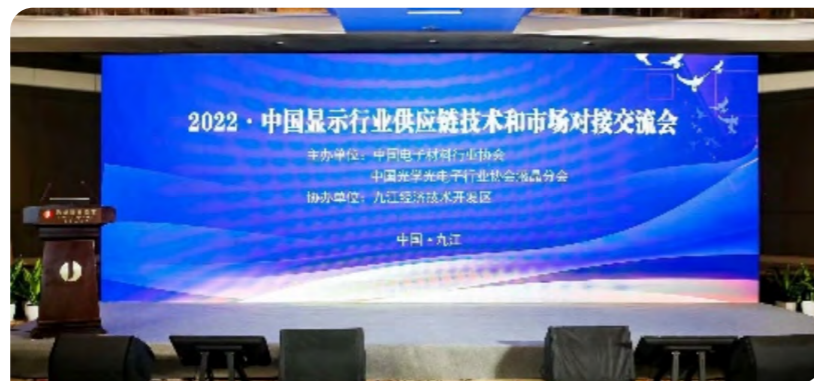 2022·中国显示行业供应链技术和市场对接交流会
主办单位：中国电子材料行业协会
中国光学光电子行业协会液晶分会
协办单位：九江经济技术开发区
中国·九江